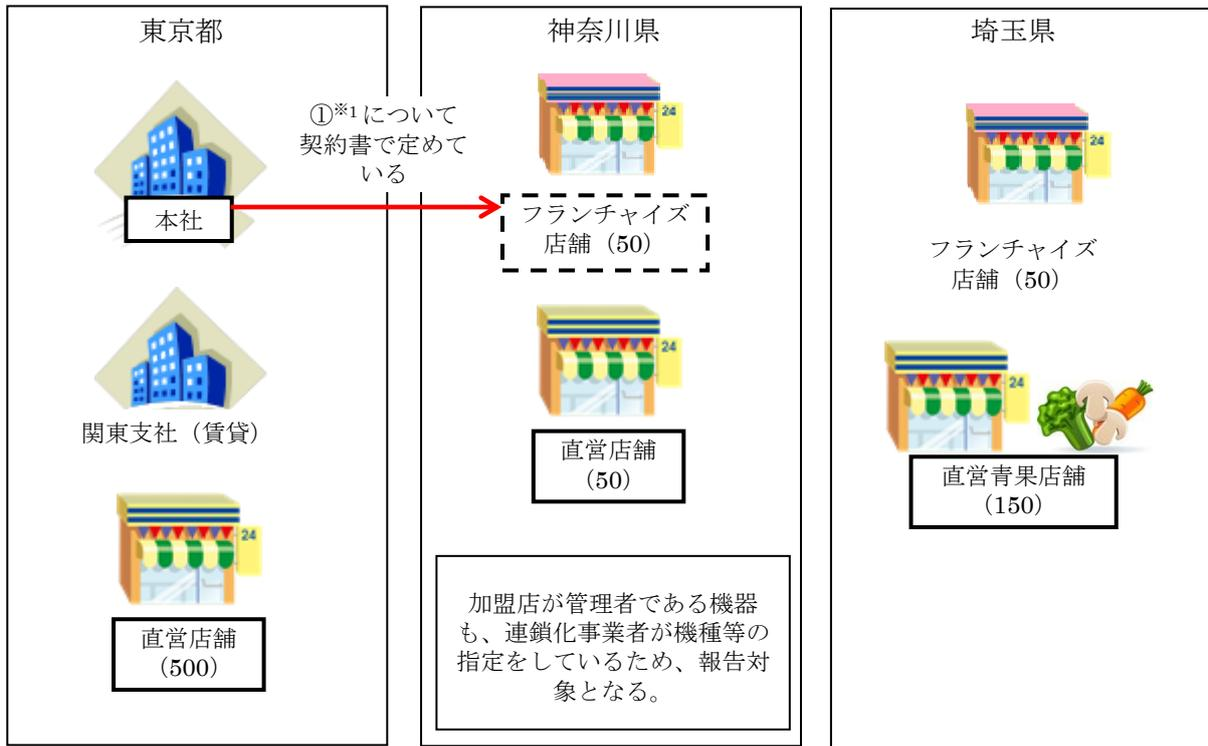 東京都
①※1について
契約書で定めて
いる
本社
関東支社（賃貸）
24
直営店舗
(500)
神奈川県
24
フランチャイズ
店舗（50）
24
直営店舗
(50)
加盟店が管理者である機器
も、連鎖化事業者が機種等の
指定をしているため、報告対
象となる。
埼玉県
24
フランチャイズ
店舗（50）
24
直営青果店舗
(150)